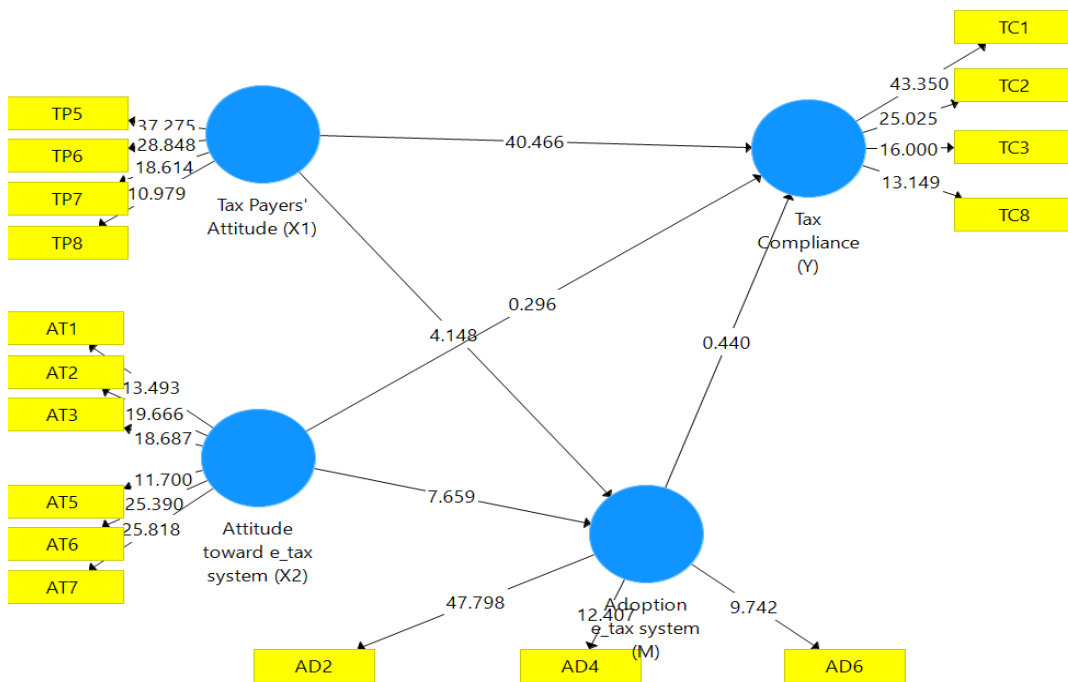 TC1
43.350
TC2
TP5
37.275
25.025
28.848
40.466
16.000
TC3
TP6
18.614
13.149
TP7
10.979
Tax Payers'
Attitude (X1)
TC8
Tax
Compliance
(Y)
TP8
0.296
AT1
4.148
0.440
AT2
13.493
AT3
19.666
18.687
11.700
7.659
AT5
25.390
Attitude
toward e_tax
system (X2)
AT6
25.818
AT7
47.798
12.407
9.742
Adoption
e_tax system
(M)
AD2
AD4
AD6